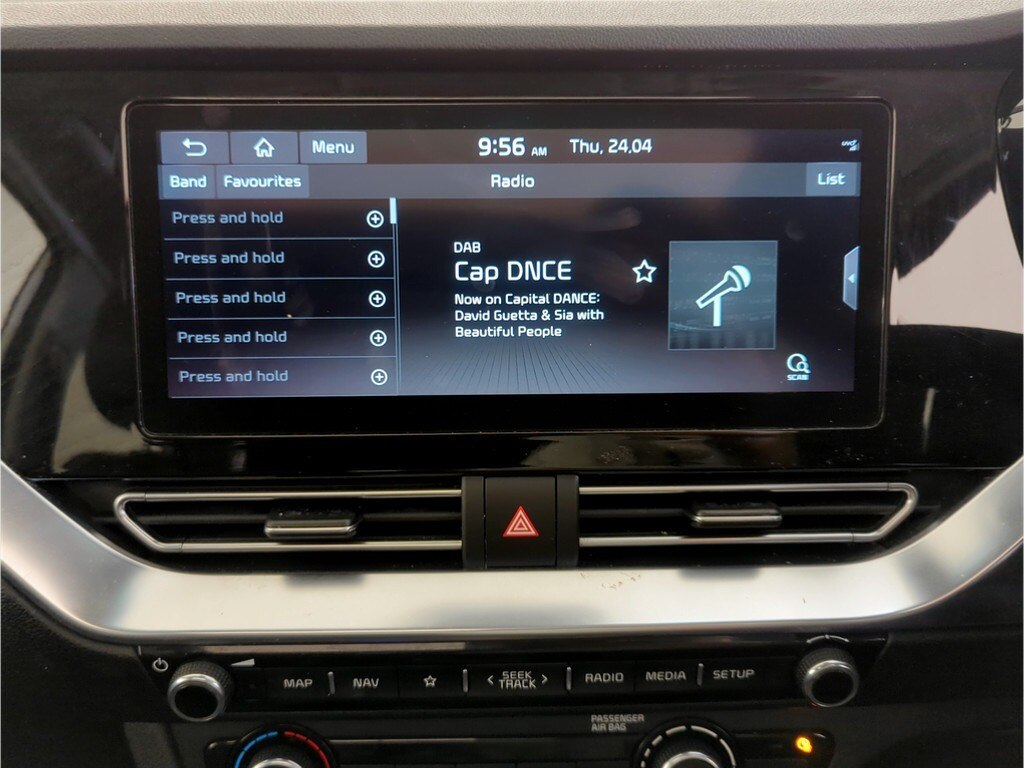 Menu 9:56 AM Thu, 24.04
Band Favourites Radio List
Press and hold
Press and hold
Press and hold
Press and hold
Press and hold
DAB
Cap DNCE
Now on Capital DANCE:
David Guetta & Sia with
Beautiful People
SCAN
MAP NAV SEEK TRACK RADIO MEDIA SETUP
PASSENGER
AIR BAG